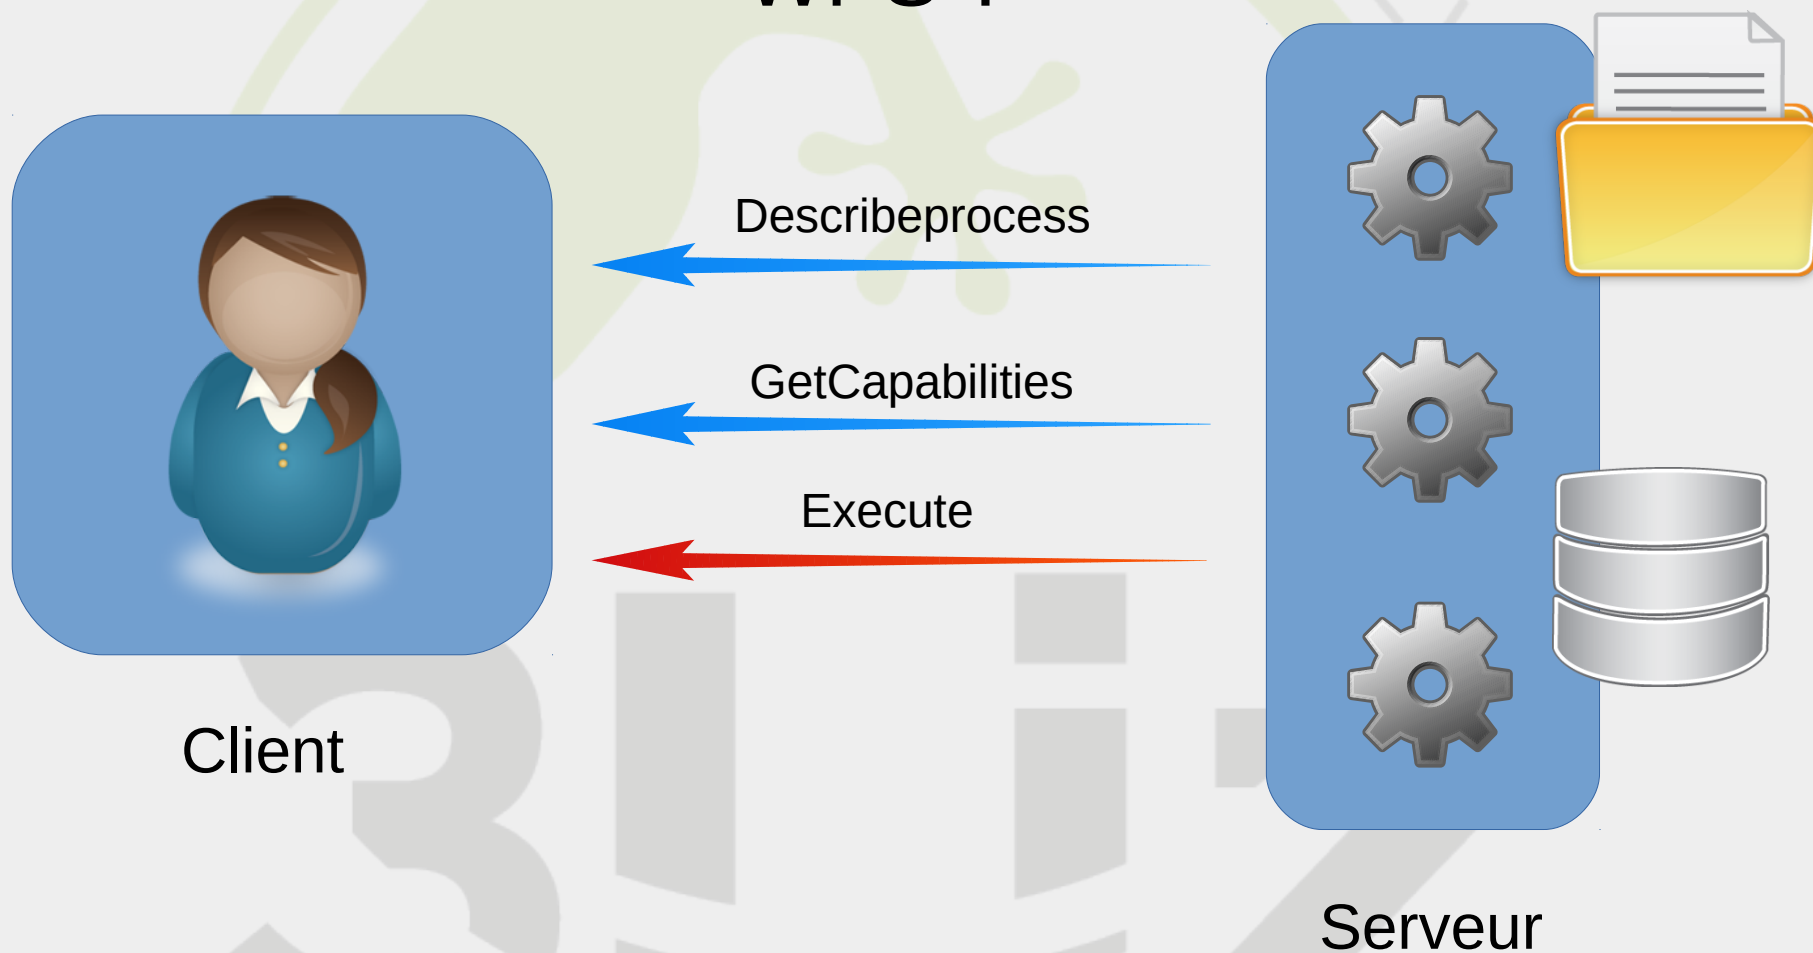 Describeprocess
GetCapabilities
Execute
Client
Serveur